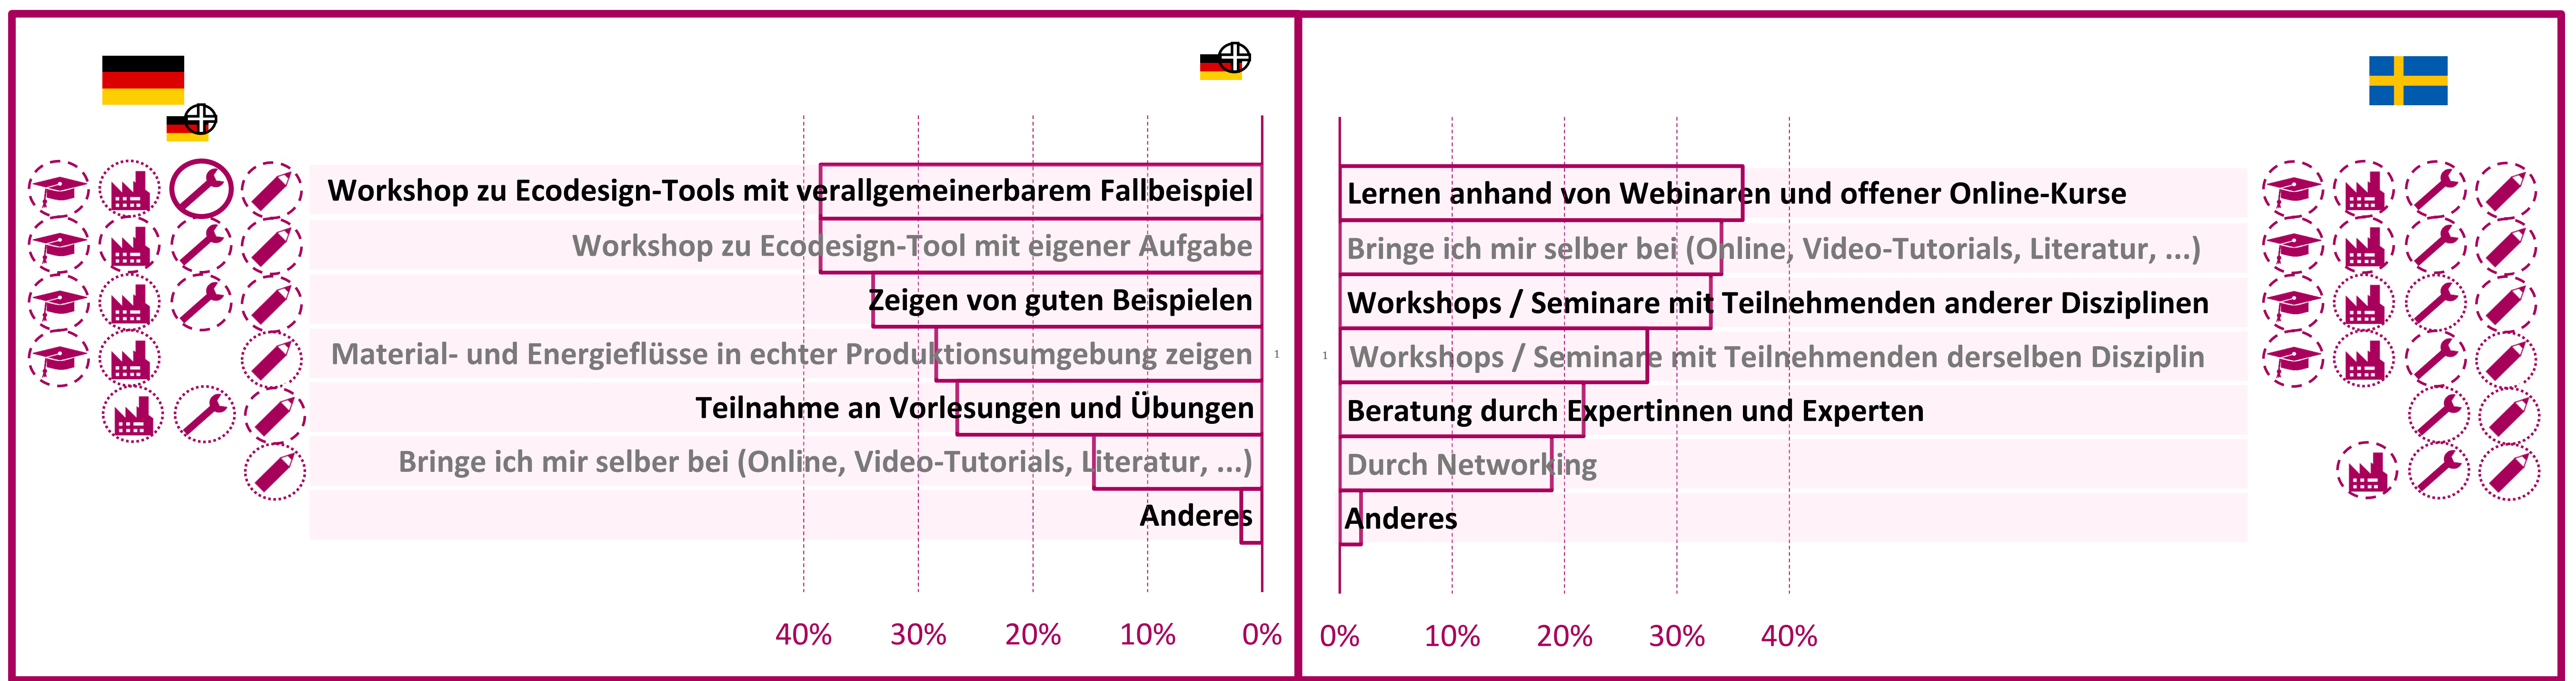 Workshop zu Ecodesign-Tools mit verallgemeinerbarem Fallbeispiel
Workshop zu Ecodesign-Tool mit eigener Aufgabe
Zeigen von guten Beispielen
Material- und Energieflüsse in echter Produktionsumgebung zeigen
1
Teilnahme an Vorlesungen und Übungen
Bringe ich mir selber bei (Online, Video-Tutorials, Literatur, ...)
Anderes
40% 30% 20% 10% 0%
Lernen anhand von Webinaren und offener Online-Kurse
Bringe ich mir selber bei (Online, Video-Tutorials, Literatur, ...)
Workshops / Seminare mit Teilnehmenden anderer Disziplinen
1
Workshops / Seminare mit Teilnehmenden derselben Disziplin
Beratung durch Expertinnen und Experten
Durch Networking
Anderes
0% 10% 20% 30% 40%